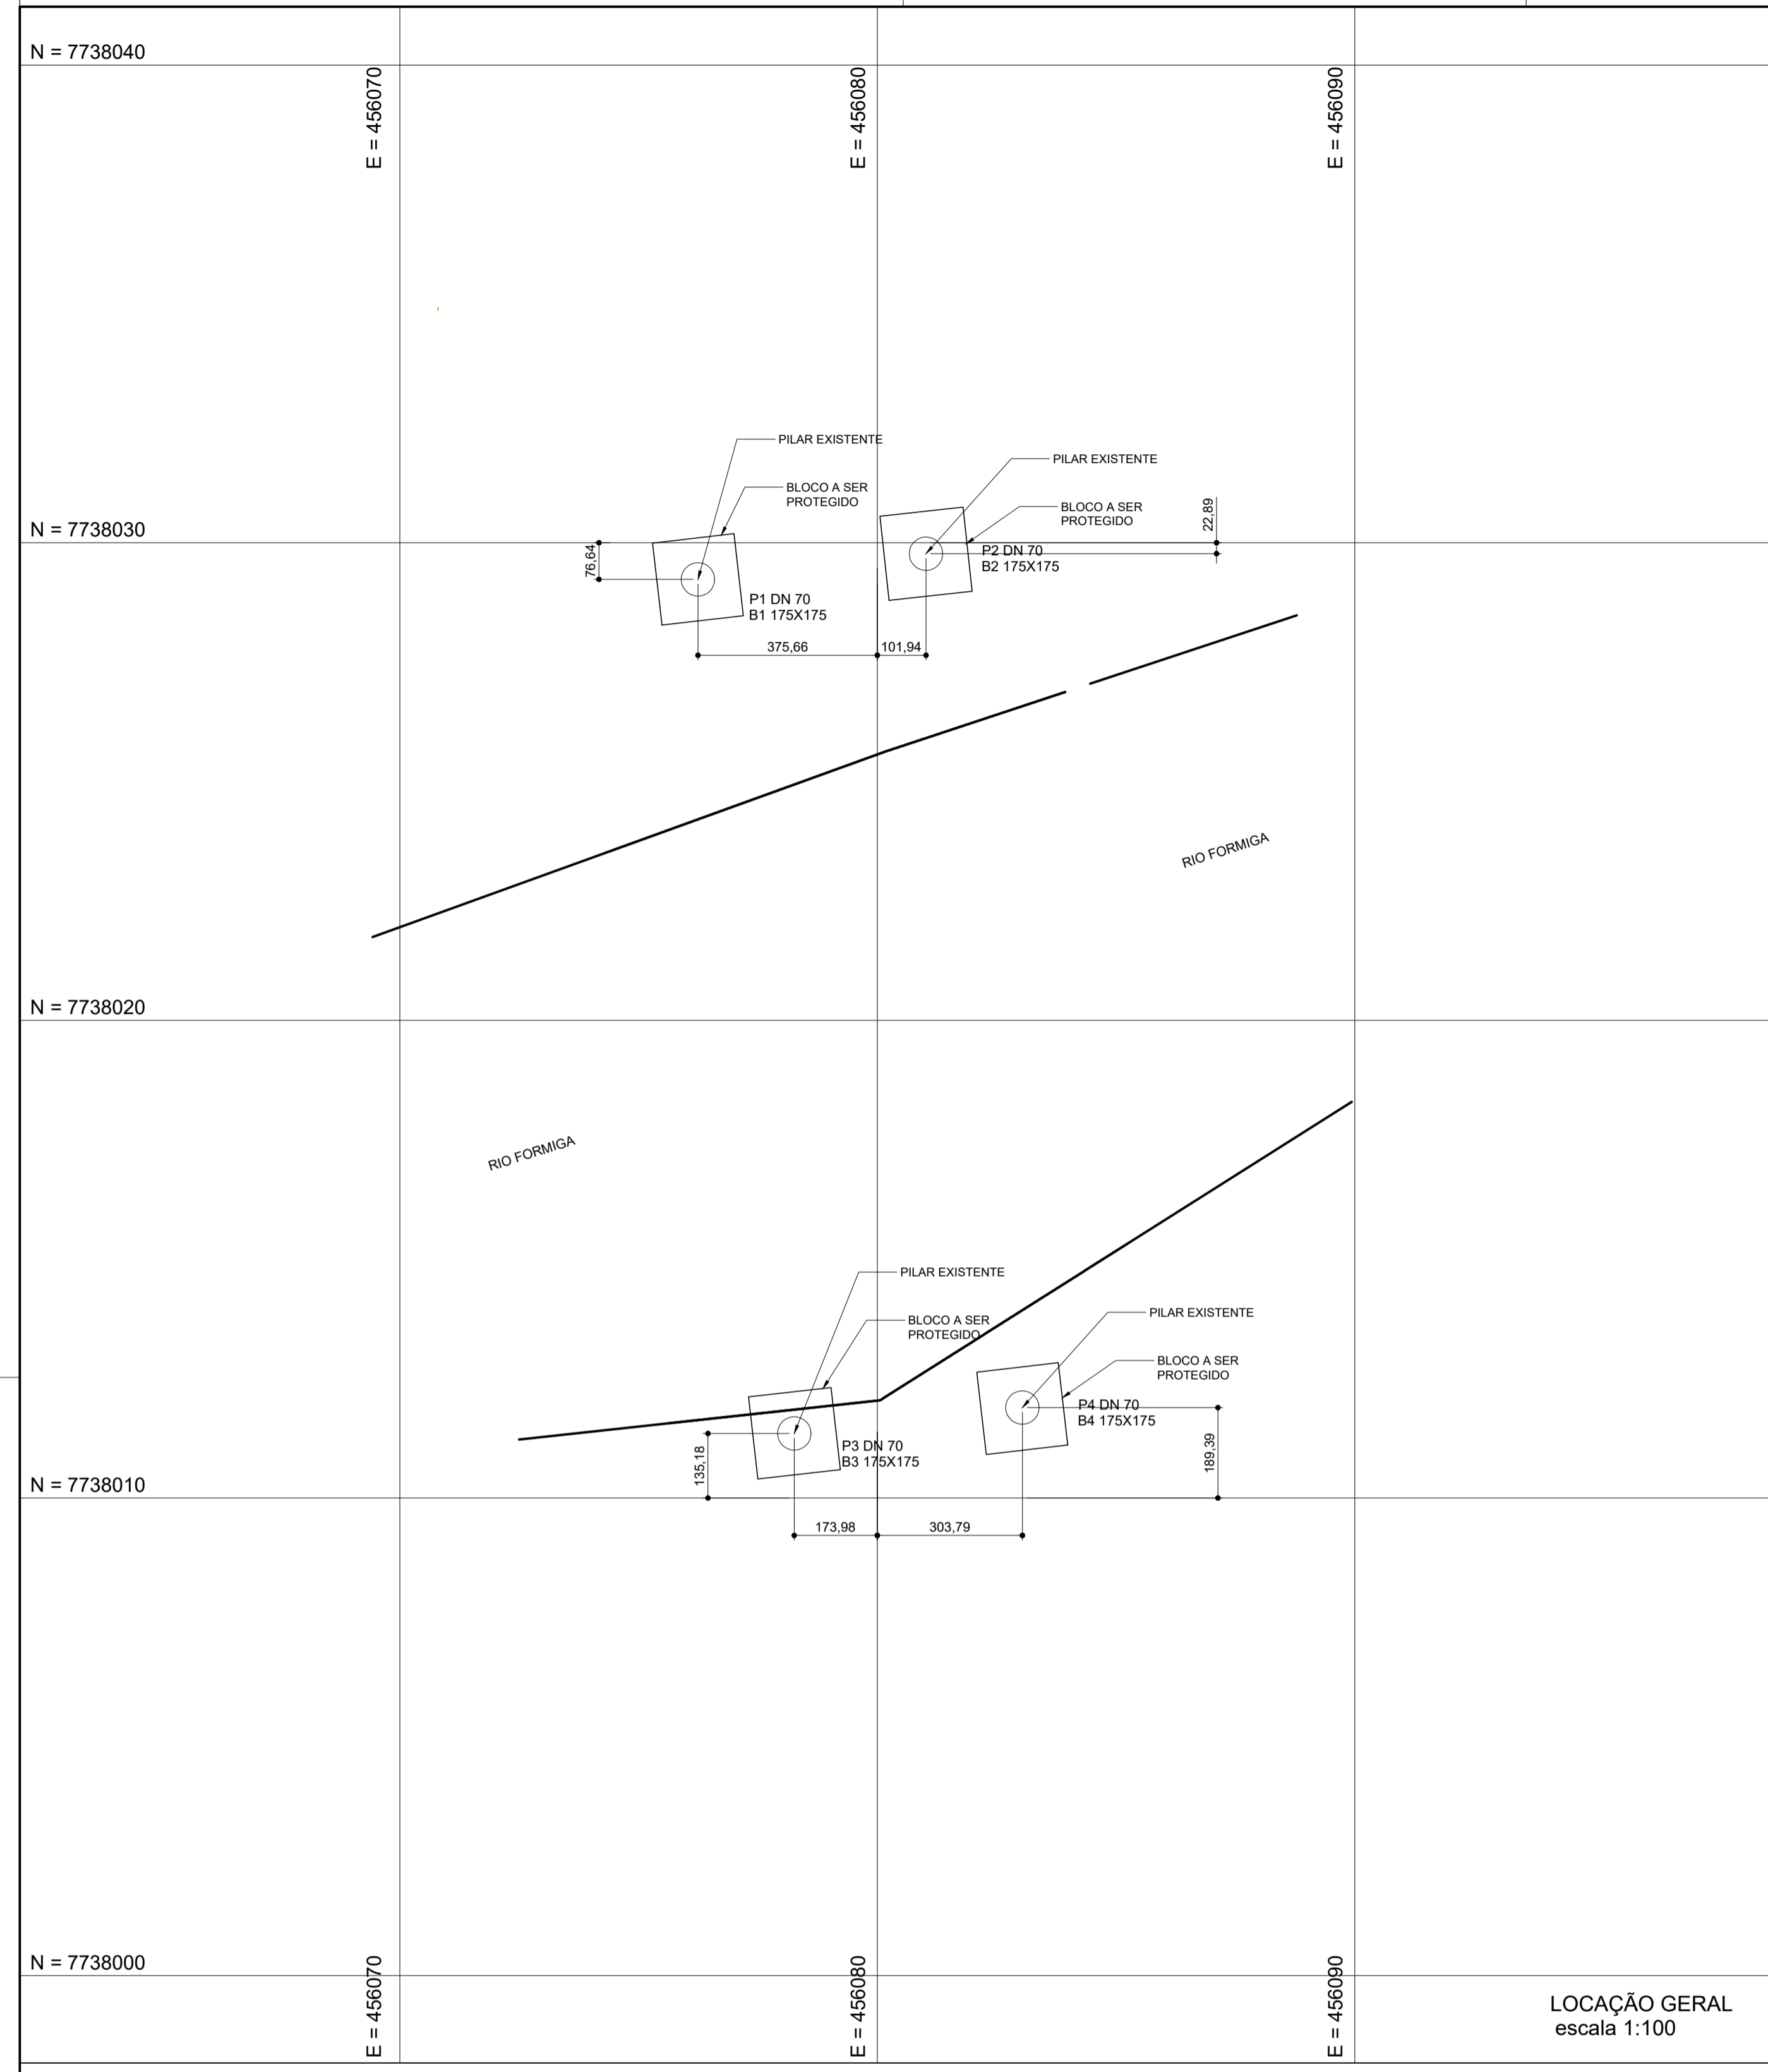 N = 7738040
E = 456070
E = 456080
E = 456090
PILAR EXISTENTE
PILAR EXISTENTE
BLOCO A SER
PROTEGIDO
BLOCO A SER
PROTEGIDO
22,89
N = 7738030
76,64
P2 DN 70
B2 175X175
P1 DN 70
B1 175X175
375,66
101,94
RIO FORMIGA
N = 7738020
RIO FORMIGA
PILAR EXISTENTE
BLOCO A SER
PROTEGIDO
PILAR EXISTENTE
BLOCO A SER
PROTEGIDO
P4 DN 70
B4 175X175
P3 DN 70
B3 175X175
135,18
189,39
N = 7738010
173,98
303,79
N = 7738000
E = 456070
E = 456080
E = 456090
LOCAÇÃO GERAL
escala 1:100